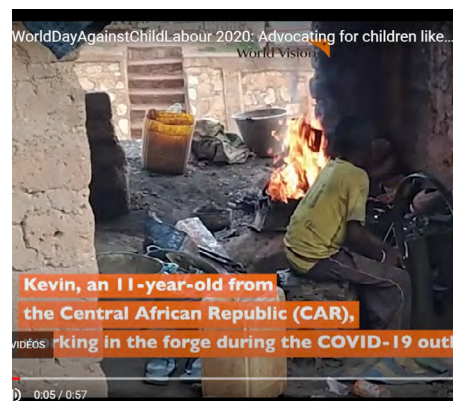 WorldDayAgainstChildLabour 2020: Advocating for children like...
World Vision
Kevin, an 11-year-old from
the Central African Republic (CAR),
rking in the forge during the COVID-19
VIDÉOS
0:05 / 0:57